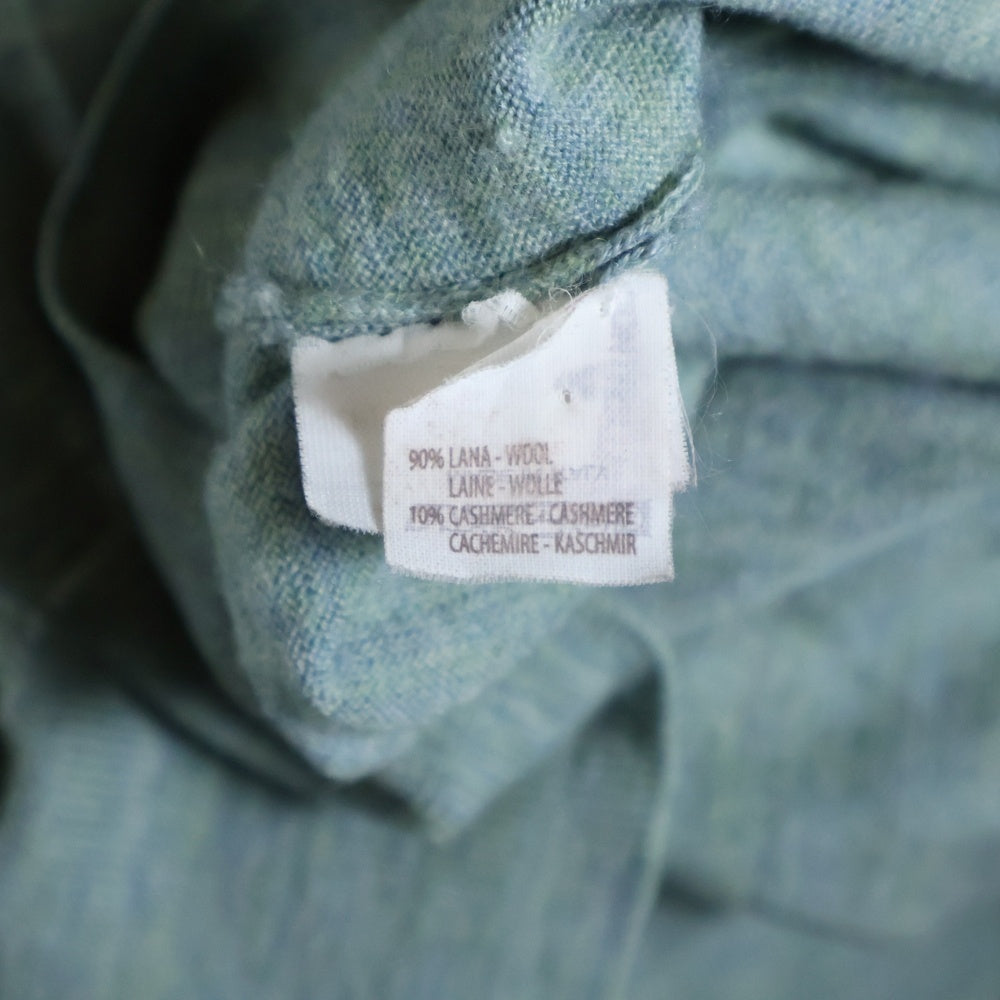 90% LANA - WOOL
LAINE - WOLLE
10% CASHMERE - CASHMERE
CACHEMIRE - KASCHMIR